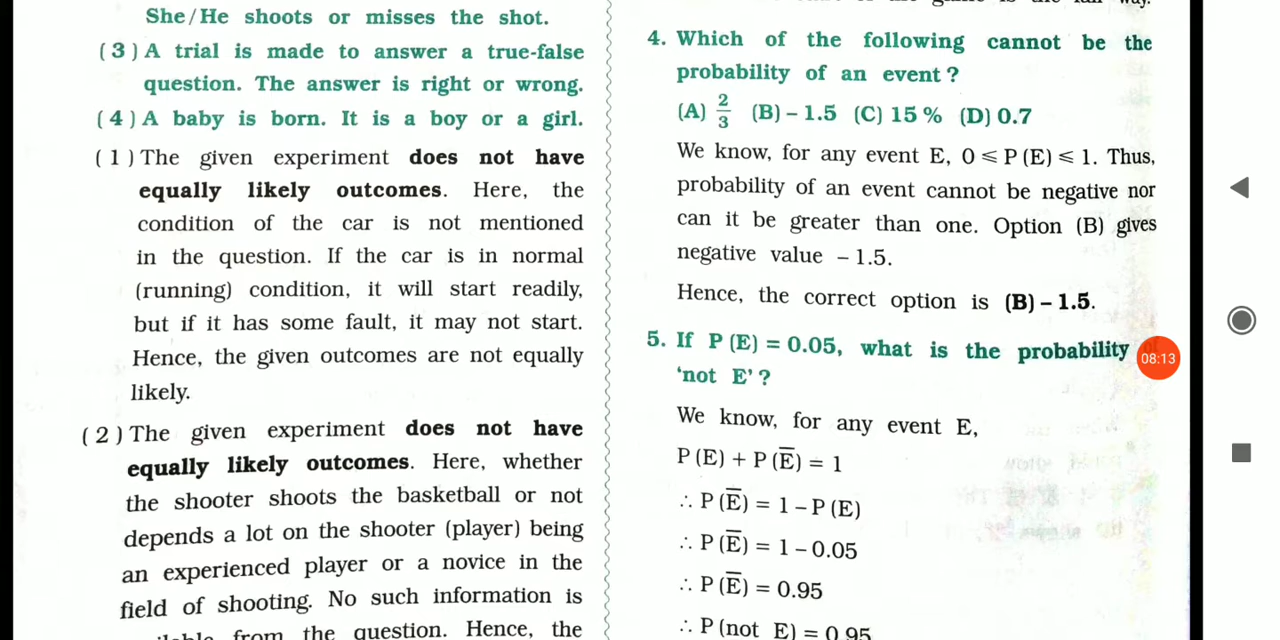 She/He shoots or misses the shot.
(3) A trial is made to answer a true-false
question. The answer is right or wrong.
(4) A baby is born. It is a boy or a girl.
(1) The given experiment does not have
equally likely outcomes. Here, the
condition of the car is not mentioned
in the question. If the car is in normal
(running) condition, it will start readily,
but if it has some fault, it may not start.
Hence, the given outcomes are not equally
likely.
(2) The given experiment does not have
equally likely outcomes. Here, whether
the shooter shoots the basketball or not
depends a lot on the shooter (player) being
an experienced player or a novice in the
field of shooting. No such information is
from the question. Hence, the
way.
4. Which of the following cannot be the
probability of an event?
(A) 2/3 (B) – 1.5 (C) 15 % (D) 0.7
We know, for any event E, 0 ⩽ P (E) ⩽ 1. Thus,
probability of an event cannot be negative nor
can it be greater than one. Option (B) gives
negative value – 1.5.
Hence, the correct option is (B) – 1.5.
5. If P (E) = 0.05, what is the probability
'not E'?
We know, for any event E,
P (E) + P (E̅) = 1
∴ P (E̅) = 1 – P (E)
∴ P (E̅) = 1 – 0.05
∴ P (E̅) = 0.95
∴ P (not E) = 0.95
08:13